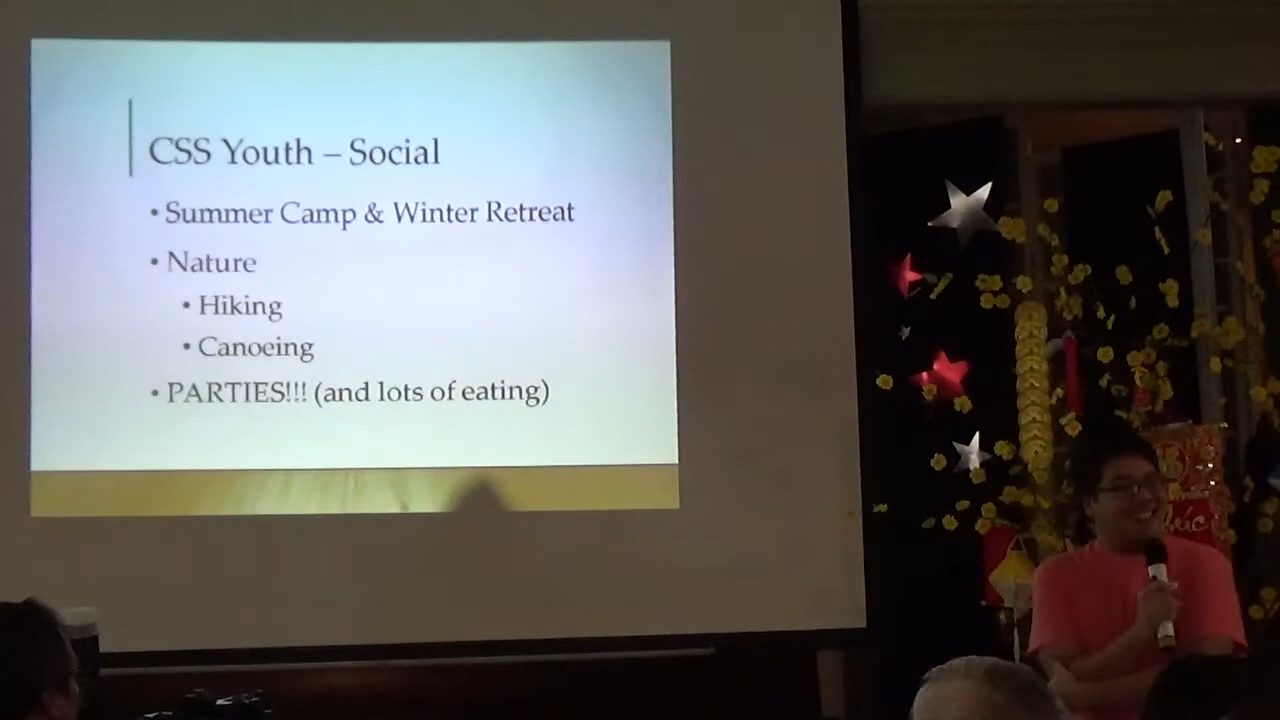 CSS Youth – Social
• Summer Camp & Winter Retreat
• Nature
• Hiking
• Canoeing
• PARTIES!!! (and lots of eating)